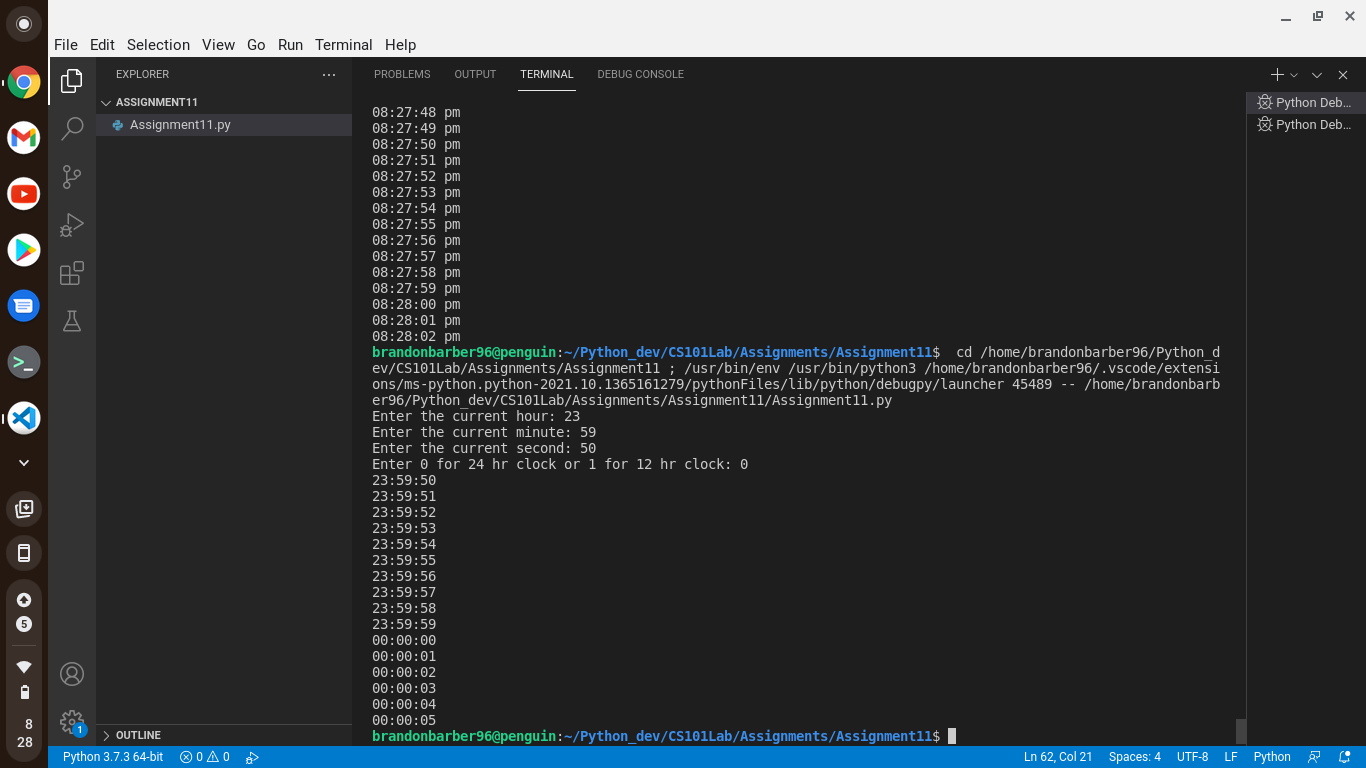 File Edit Selection View Go Run Terminal Help
EXPLORER
ASSIGNMENT11
Assignment11.py
OUTLINE
PROBLEMS OUTPUT TERMINAL DEBUG CONSOLE
Python Deb...
Python Deb...
08:27:48 pm
08:27:49 pm
08:27:50 pm
08:27:51 pm
08:27:52 pm
08:27:53 pm
08:27:54 pm
08:27:55 pm
08:27:56 pm
08:27:57 pm
08:27:58 pm
08:27:59 pm
08:28:00 pm
08:28:01 pm
08:28:02 pm
brandonbarber96@penguin:~/Python_dev/CS101Lab/Assignments/Assignment11$  cd /home/brandonbarber96/Python_d
ev/CS101Lab/Assignments/Assignment11 ; /usr/bin/env /usr/bin/python3 /home/brandonbarber96/.vscode/extensi
ons/ms-python.python-2021.10.1365161279/pythonFiles/lib/python/debugpy/launcher 45489 -- /home/brandonbarb
er96/Python_dev/CS101Lab/Assignments/Assignment11/Assignment11.py
Enter the current hour: 23
Enter the current minute: 59
Enter the current second: 50
Enter 0 for 24 hr clock or 1 for 12 hr clock: 0
23:59:50
23:59:51
23:59:52
23:59:53
23:59:54
23:59:55
23:59:56
23:59:57
23:59:58
23:59:59
00:00:00
00:00:01
00:00:02
00:00:03
00:00:04
00:00:05
brandonbarber96@penguin:~/Python_dev/CS101Lab/Assignments/Assignment11$
5
8
28
1
Python 3.7.3 64-bit 0 0 Ln 62, Col 21 Spaces: 4 UTF-8 LF Python